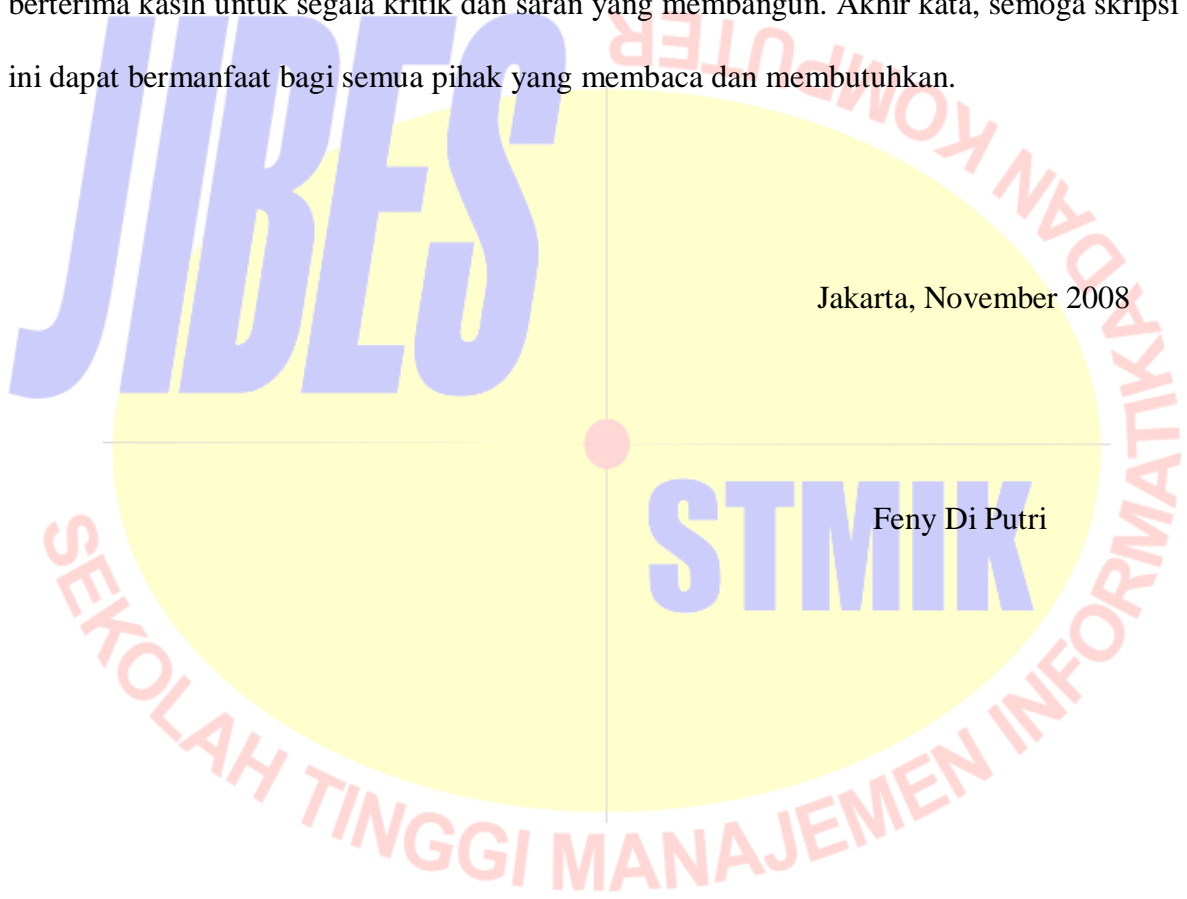 berterima kasih untuk segala kritik dan saran yang membangun. Akhir kata, semoga skripsi
ini dapat bermanfaat bagi semua pihak yang membaca dan membutuhkan.
Jakarta, November 2008
Feny Di Putri
JIBES
STMIK
SEKOLAH TINGGI MANAJEMEN INFORMATIKA DAN KOMPUTER